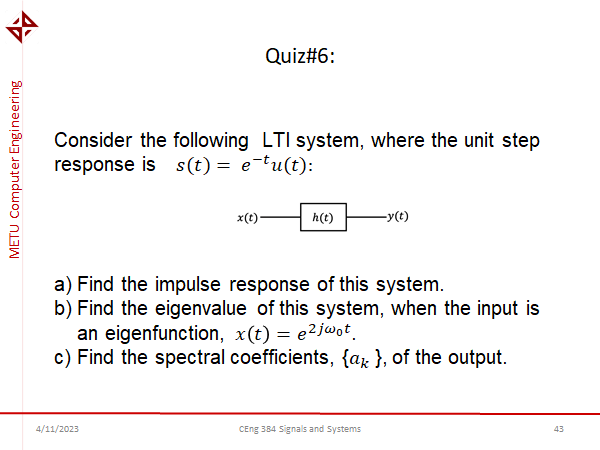 Quiz#6:
METU Computer Engineering
Consider the following LTI system, where the unit step
response is s(t) = e^{-t}u(t):
x(t) h(t) y(t)
a) Find the impulse response of this system.
b) Find the eigenvalue of this system, when the input is
an eigenfunction, x(t) = e^{2jω₀t}.
c) Find the spectral coefficients, {a_k }, of the output.
4/11/2023 CEng 384 Signals and Systems 43